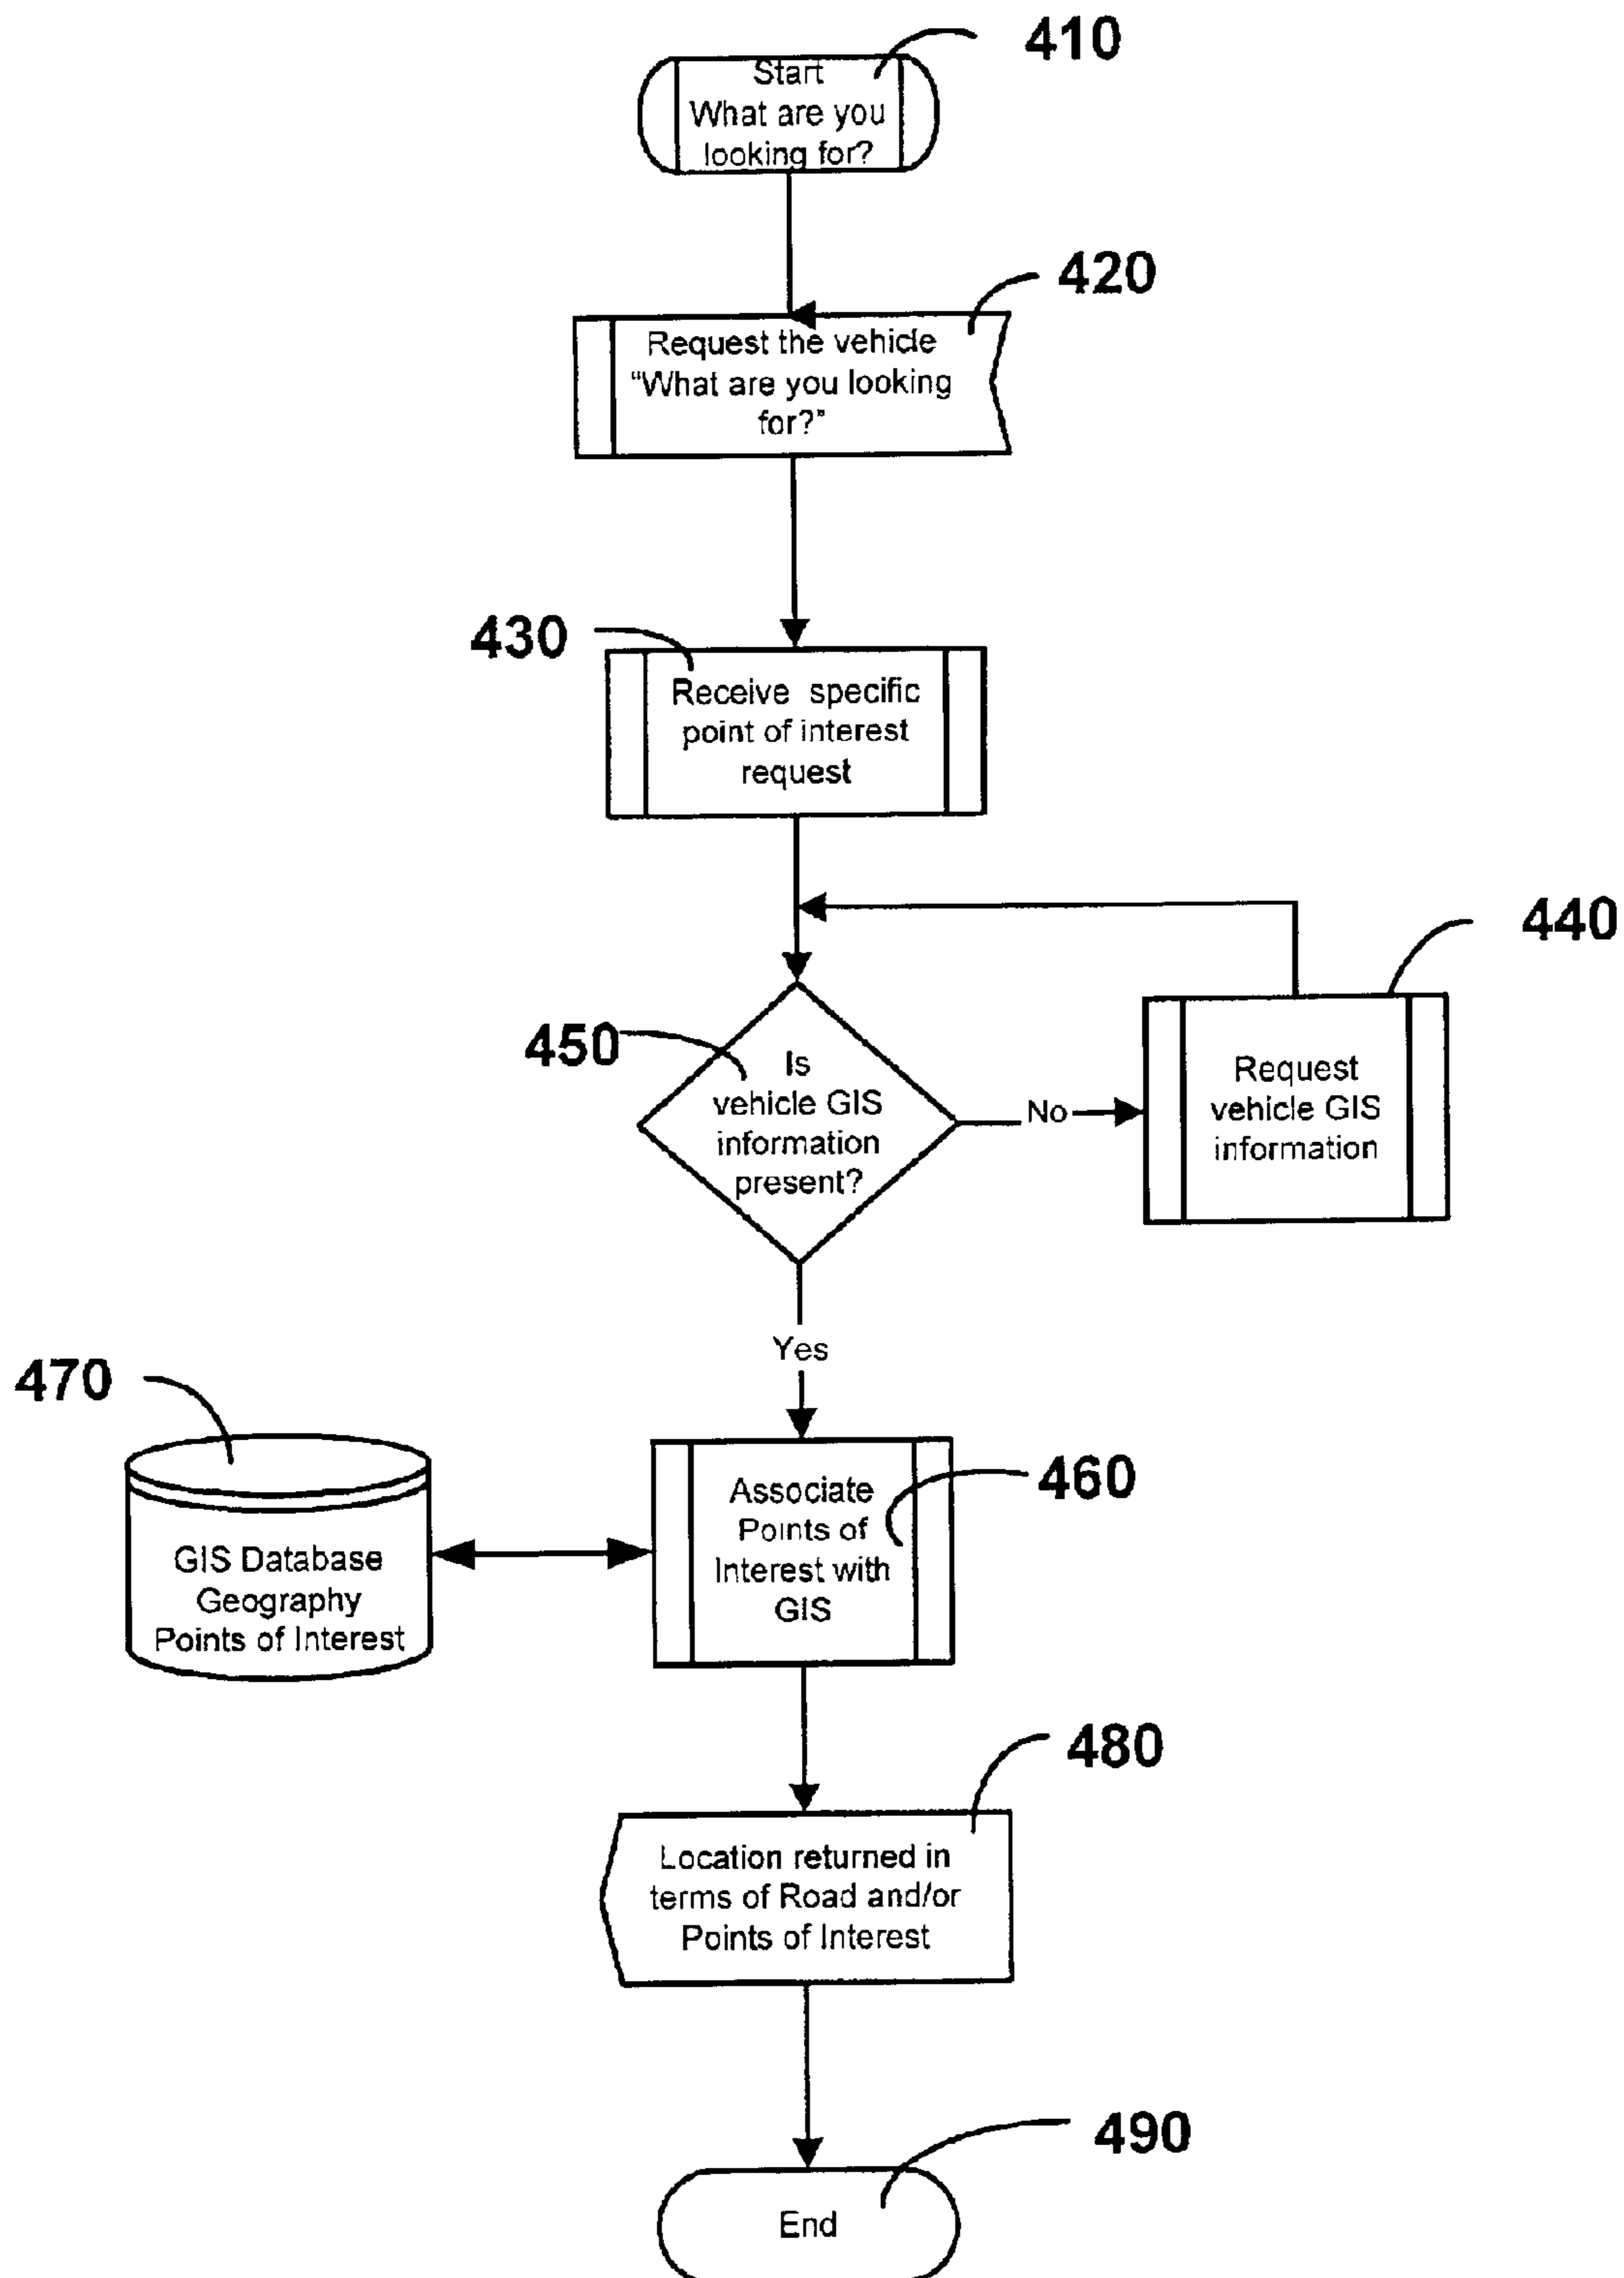 410
Start
What are you
looking for?
420
Request the vehicle
"What are you looking
for?"
430
Receive specific
point of interest
request
440
Request
vehicle GIS
information
450
Is
vehicle GIS
information
present?
No
Yes
470
GIS Database
Geography
Points of Interest
460
Associate
Points of
Interest with
GIS
480
Location returned in
terms of Road and/or
Points of Interest
490
End